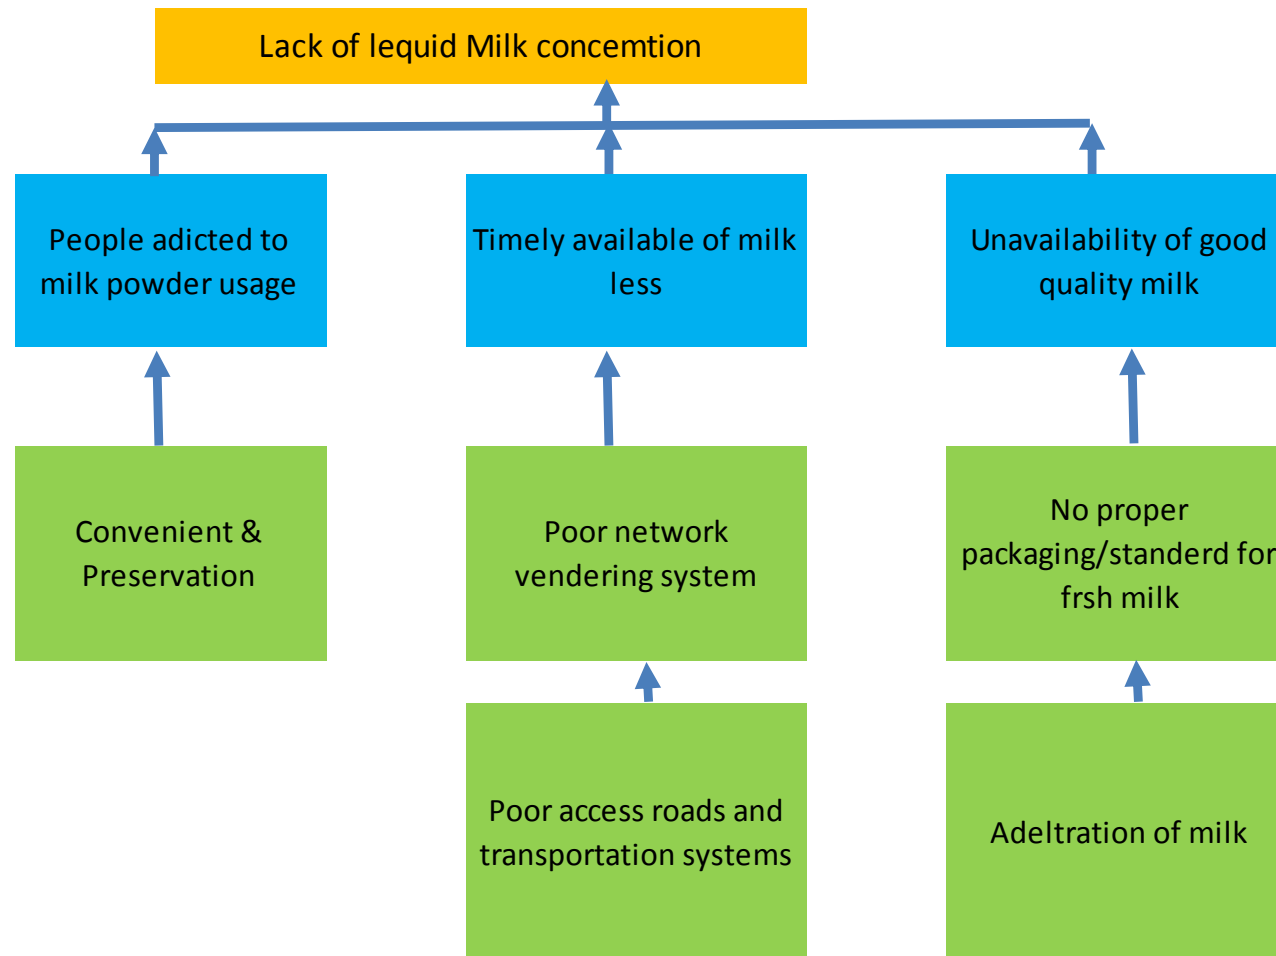 Lack of lequid Milk concemtion
People adicted to
milk powder usage
Timely available of milk
less
Unavailability of good
quality milk
Convenient &
Preservation
Poor network
vendering system
No proper
packaging/standerd for
frsh milk
Poor access roads and
transportation systems
Adeltration of milk